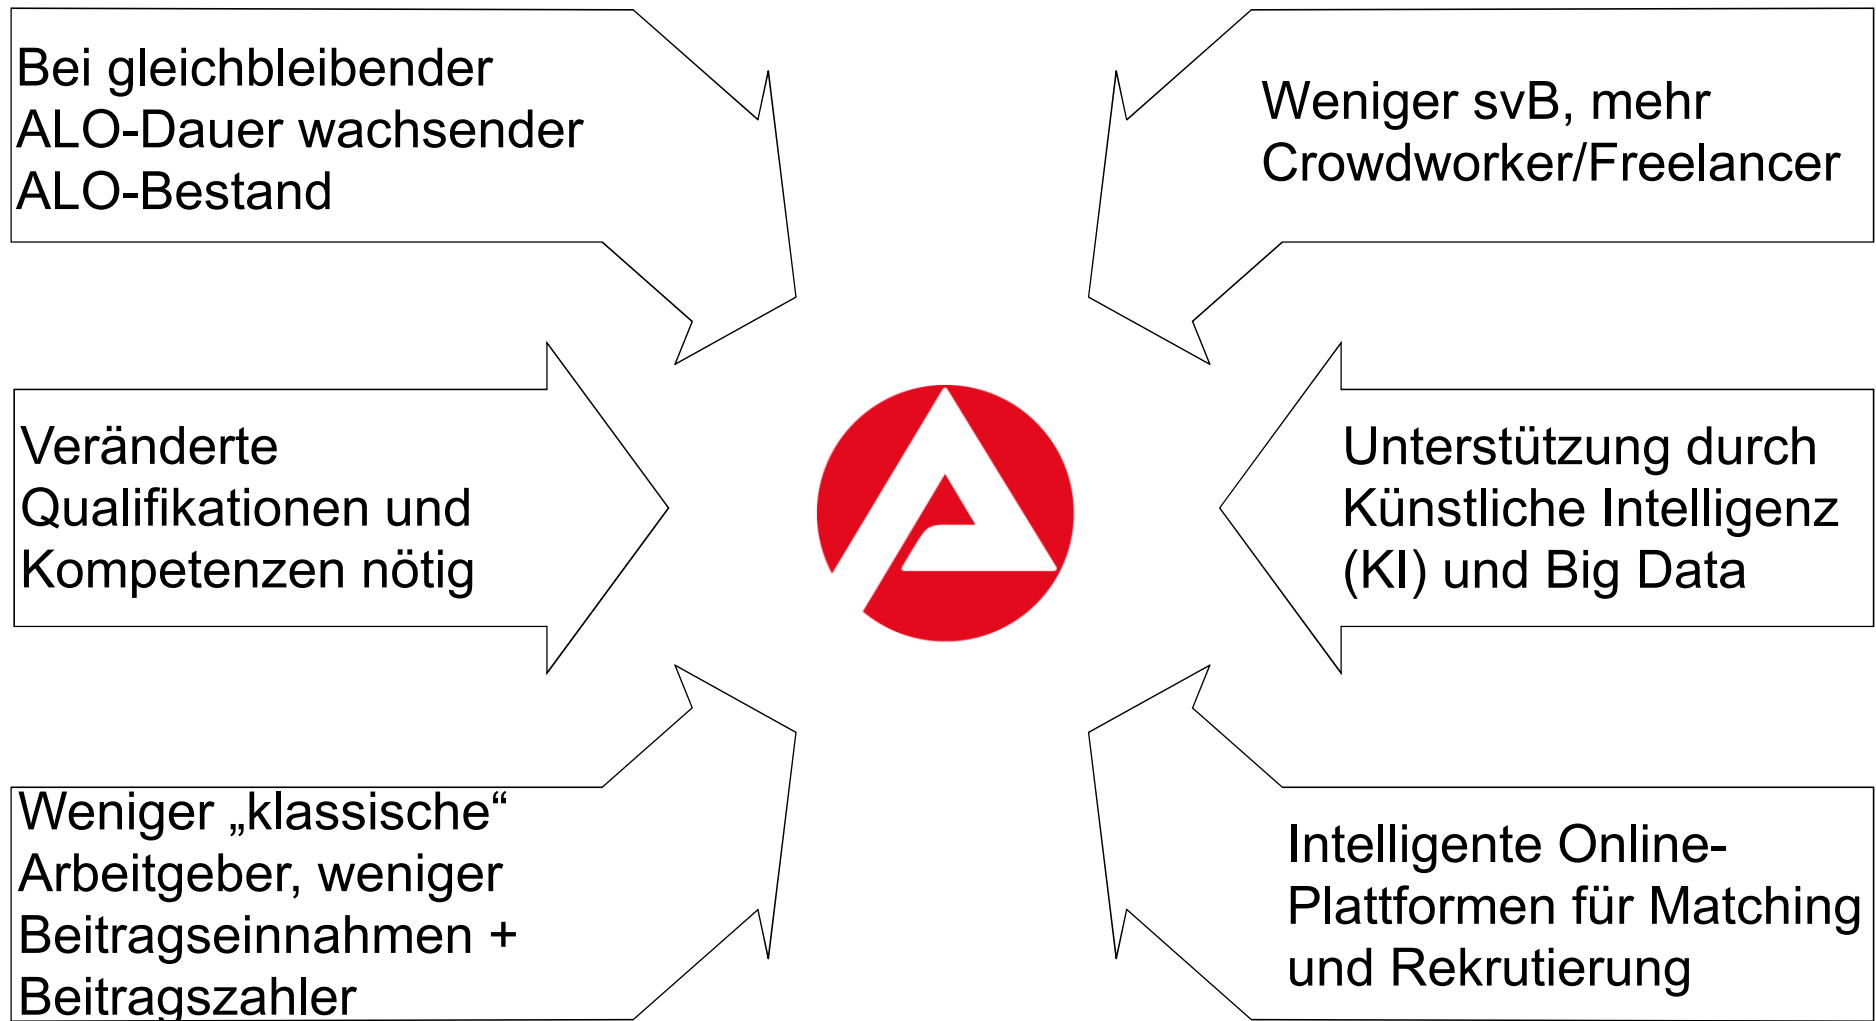 Bei gleichbleibender
ALO-Dauer wachsender
ALO-Bestand
Weniger svB, mehr
Crowdworker/Freelancer
Veränderte
Qualifikationen und
Kompetenzen nötig
Unterstützung durch
Künstliche Intelligenz
(KI) und Big Data
Weniger „klassische“
Arbeitgeber, weniger
Beitragseinnahmen +
Beitragszahler
Intelligente Online-
Plattformen für Matching
und Rekrutierung